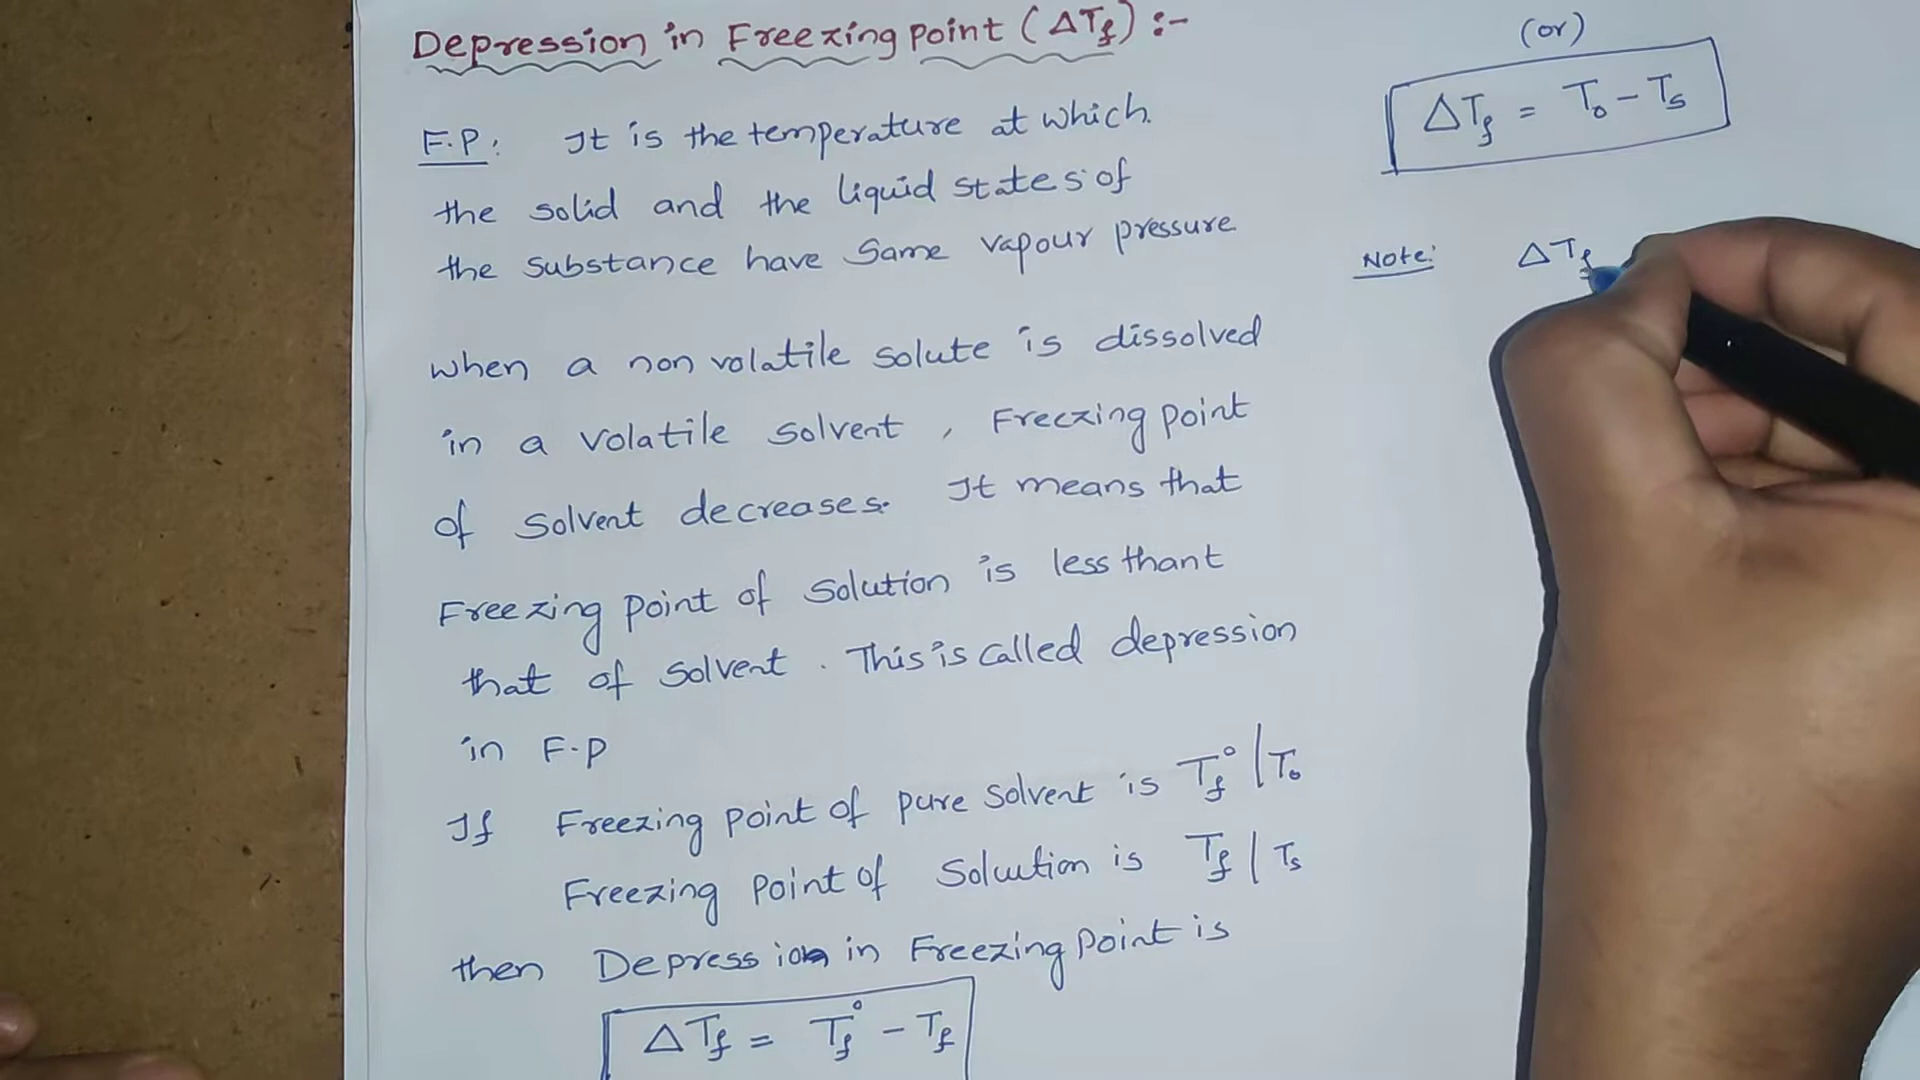 Depression in Freezing point (ΔTf) :-
F.P: It is the temperature at which
the solid and the liquid states of
the substance have same vapour pressure
when a non volatile solute is dissolved
in a volatile solvent, Freezing point
of solvent decreases. It means that
Freezing point of solution is less thant
that of solvent. This is called depression
in F.P
If Freezing point of pure solvent is Tf° | To
Freezing point of Solution is Tf | Ts
then Depression in Freezing point is
ΔTf = Tf° - Tf
(or)
ΔTf = To - Ts
Note: ΔTf